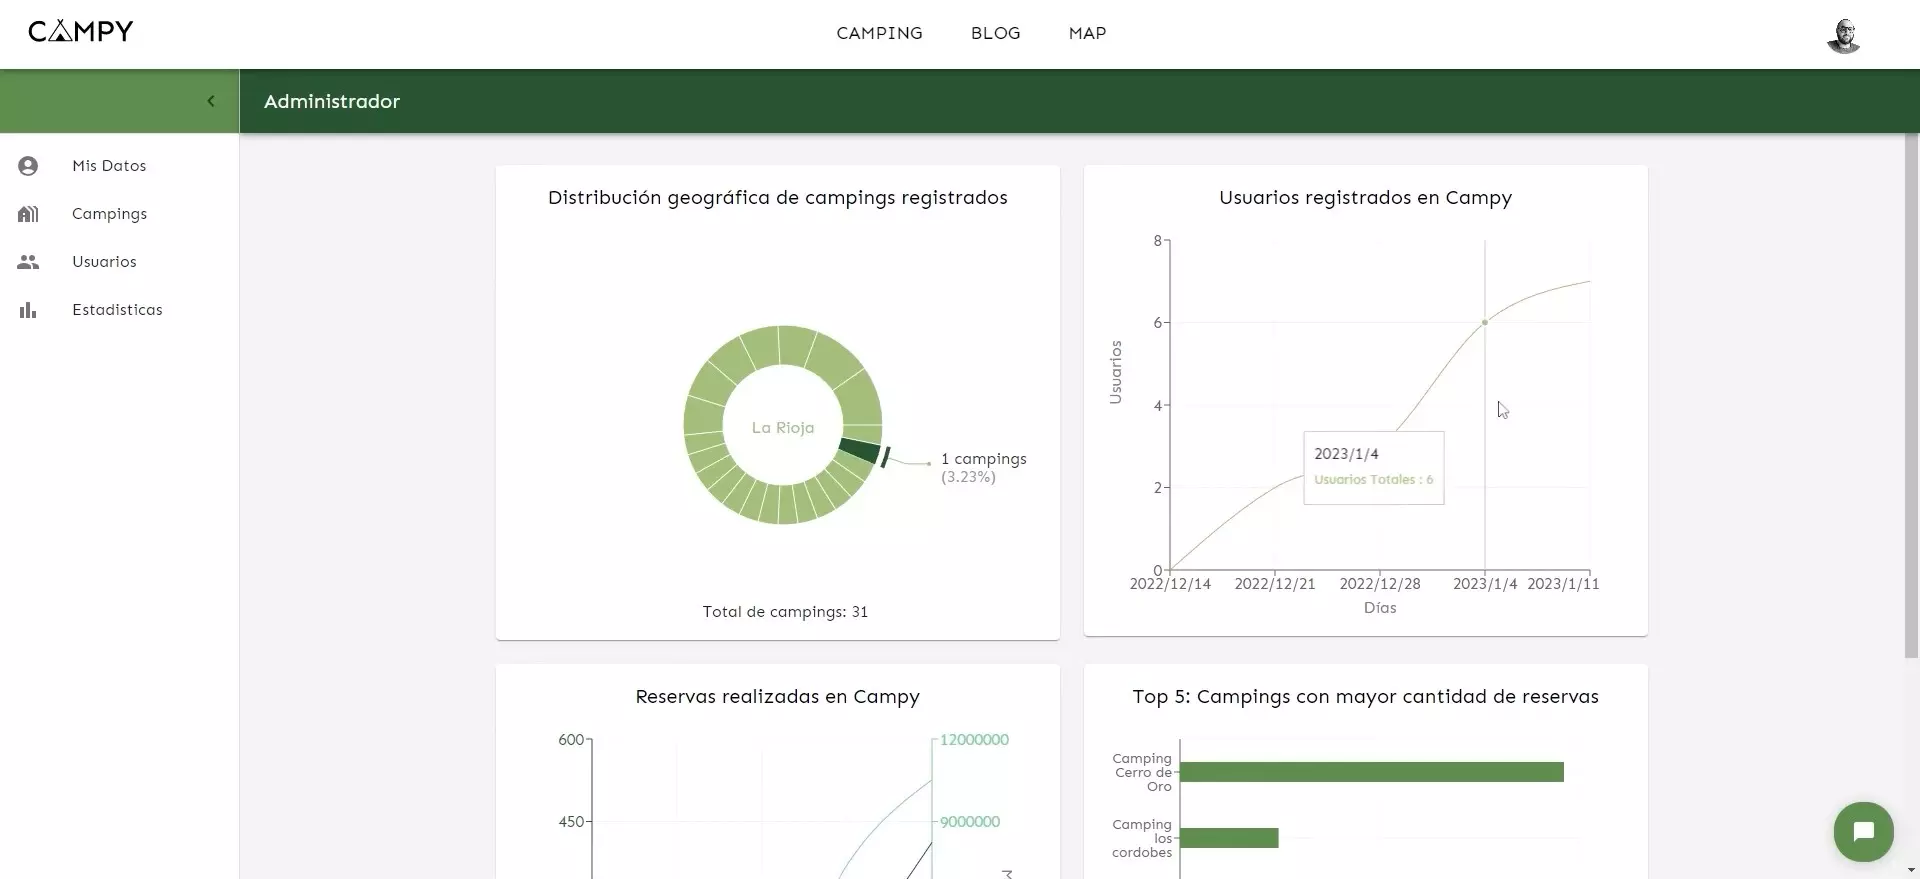 CAMPY
CAMPING
BLOG
MAP
Administrador
Mis Datos
Campings
Usuarios
Estadisticas
Distribución geográfica de campings registrados
La Rioja
1 campings
(3.23%)
Total de campings: 31
Usuarios registrados en Campy
8
6
4
2
0
Usuarios
2023/1/4
Usuarios Totales : 6
2022/12/14
2022/12/21
2022/12/28
2023/1/4
2023/1/11
Días
Reservas realizadas en Campy
600
450
12000000
9000000
Top 5: Campings con mayor cantidad de reservas
Camping
Cerro de
Oro
Camping
los
cordobes